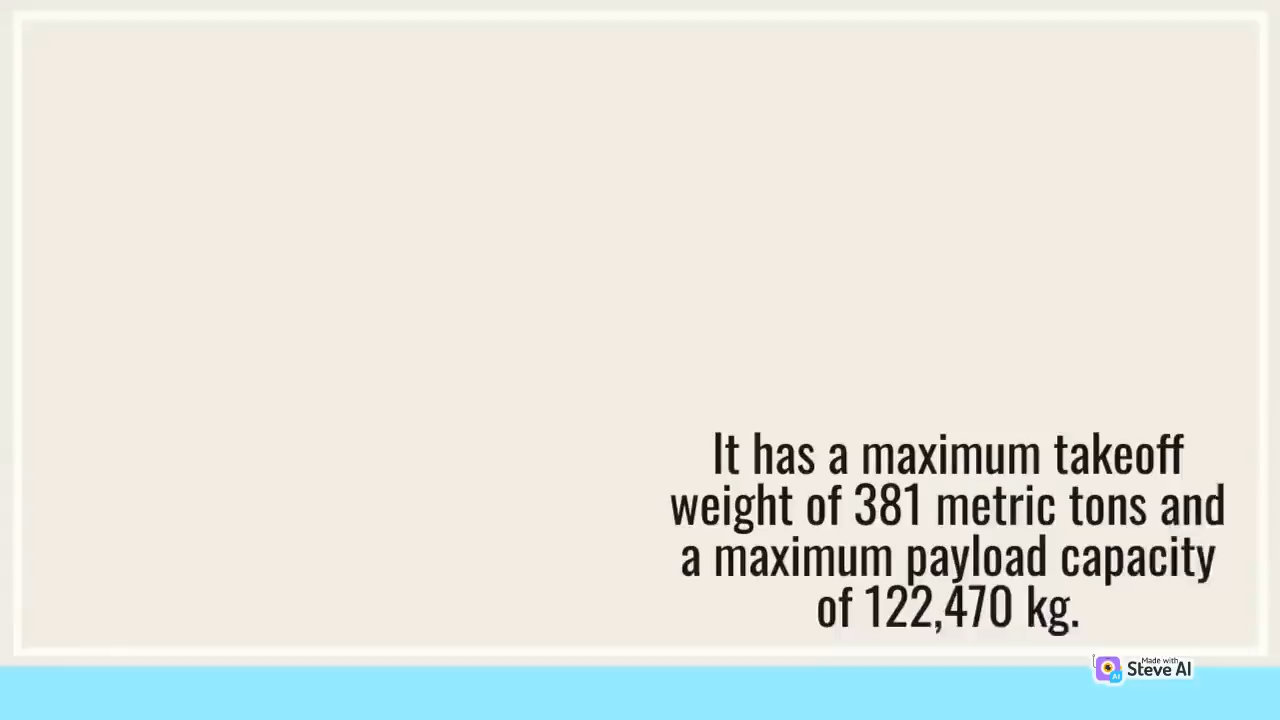 It has a maximum takeoff
weight of 381 metric tons and
a maximum payload capacity
of 122,470 kg.
Made with
Steve AI